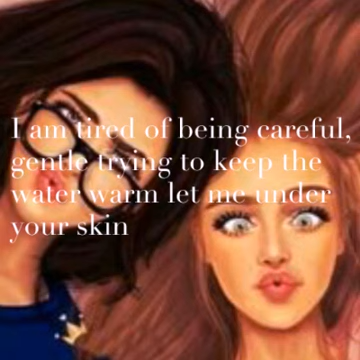 I am tired of being careful,
gentle trying to keep the
water warm let me under
your skin